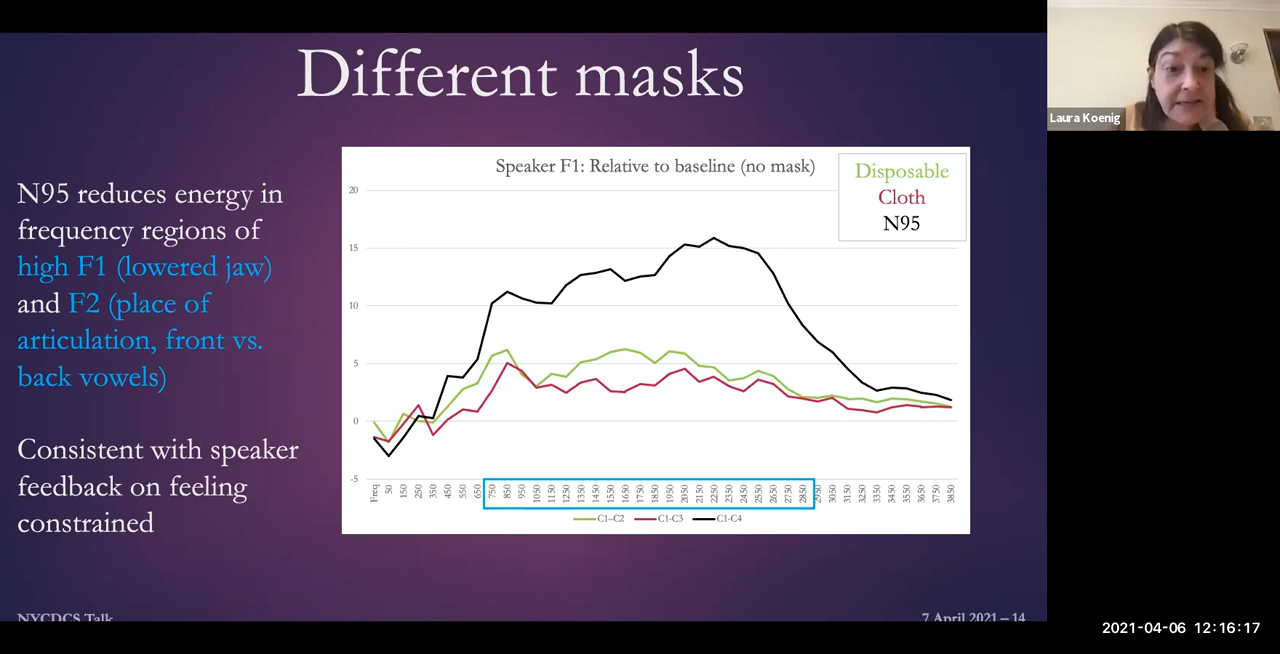 Different masks
Laura Koenig
N95 reduces energy in
frequency regions of
high F1 (lowered jaw)
and F2 (place of
articulation, front vs.
back vowels)
Consistent with speaker
feedback on feeling
constrained
Speaker F1: Relative to baseline (no mask)
Disposable
Cloth
N95
20
15
10
5
0
-5
Freq 50 150 250 350 450 550 650 750 850 950 1050 1150 1250 1350 1450 1550 1650 1750 1850 1950 2050 2150 2250 2350 2450 2550 2650 2750 2850 2950 3050 3150 3250 3350 3450 3550 3650 3750 3850
C1–C2 C1-C3 C1-C4
NYCDCS Talk
7 April 2021 – 14
2021-04-06 12:16:17